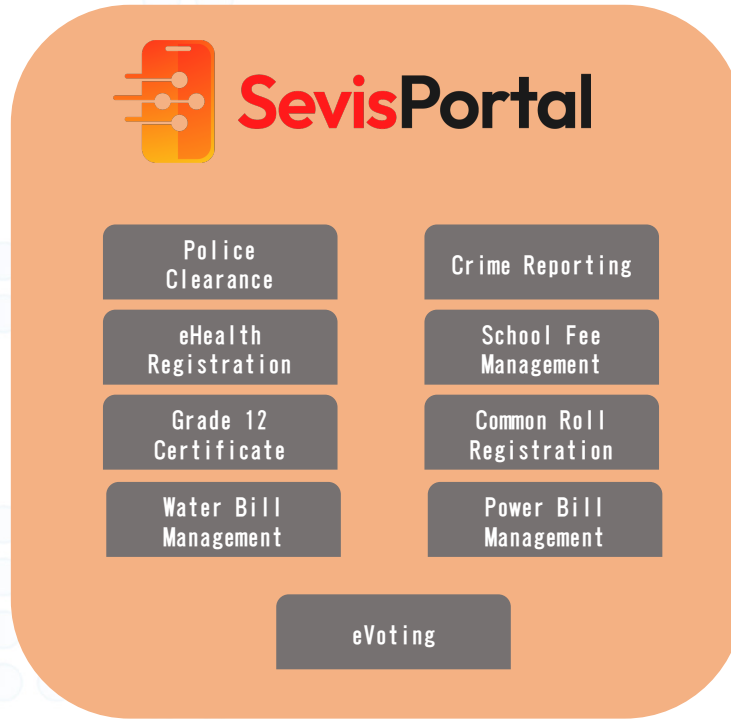 SevisPortal
Police
Clearance
Crime Reporting
eHealth
Registration
School Fee
Management
Grade 12
Certificate
Common Roll
Registration
Water Bill
Management
Power Bill
Management
eVoting